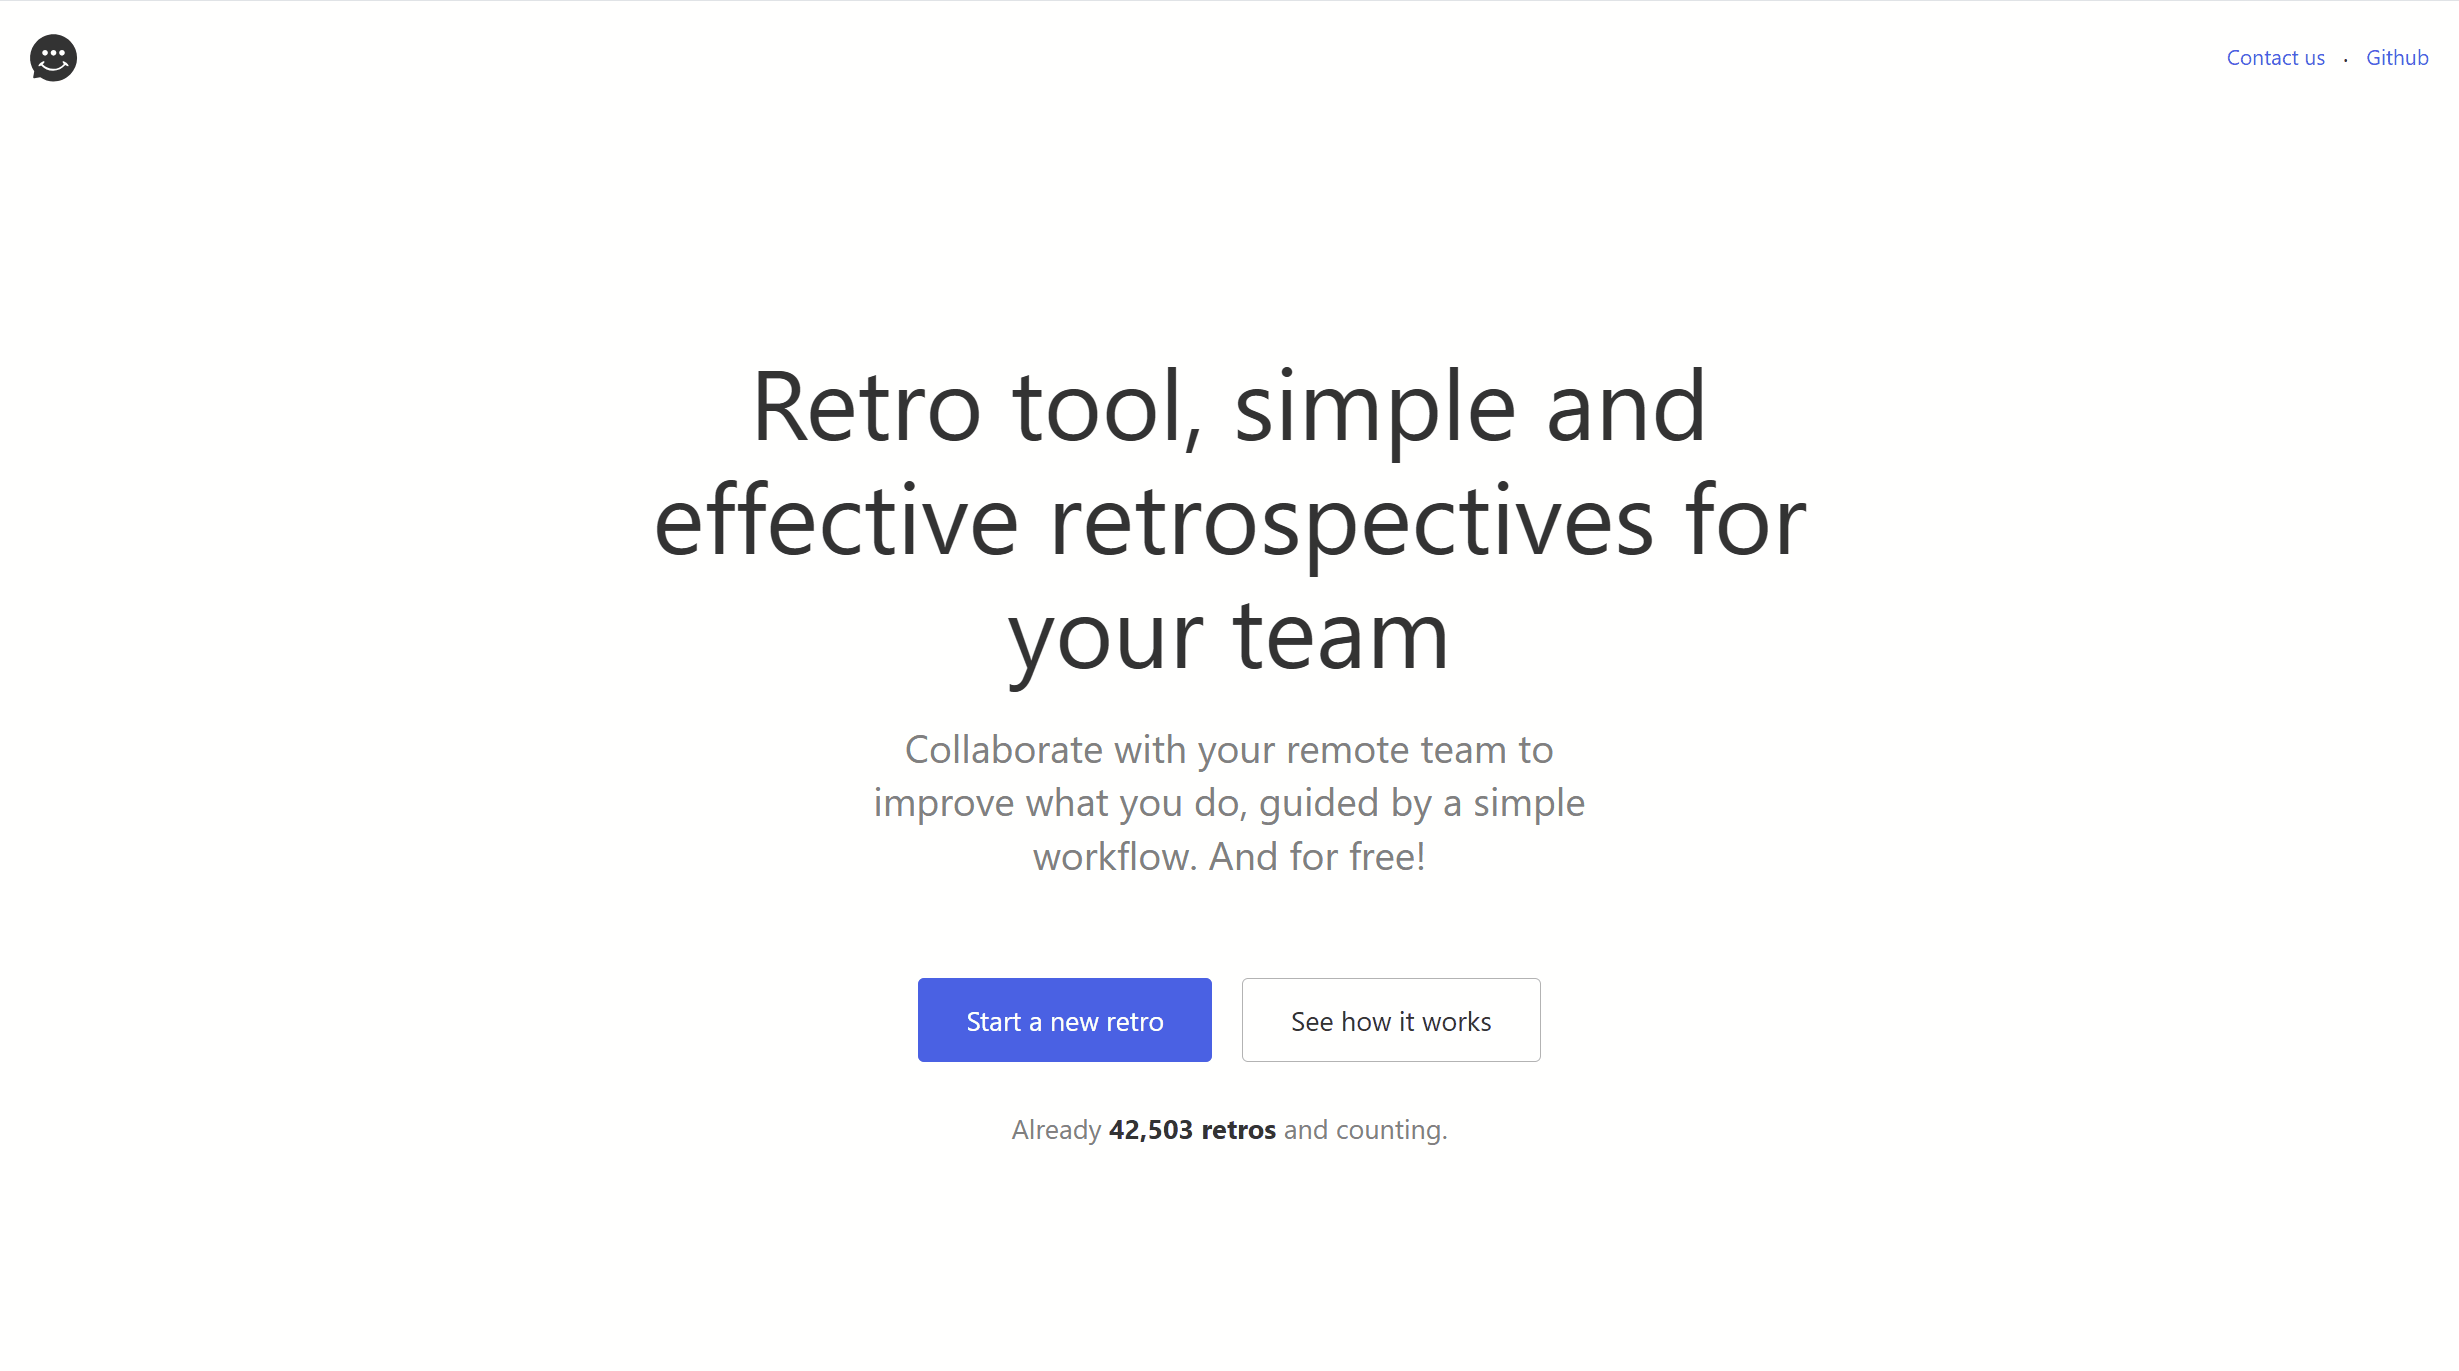 Contact us · Github
Retro tool, simple and
effective retrospectives for
your team
Collaborate with your remote team to
improve what you do, guided by a simple
workflow. And for free!
Start a new retro
See how it works
Already 42,503 retros and counting.